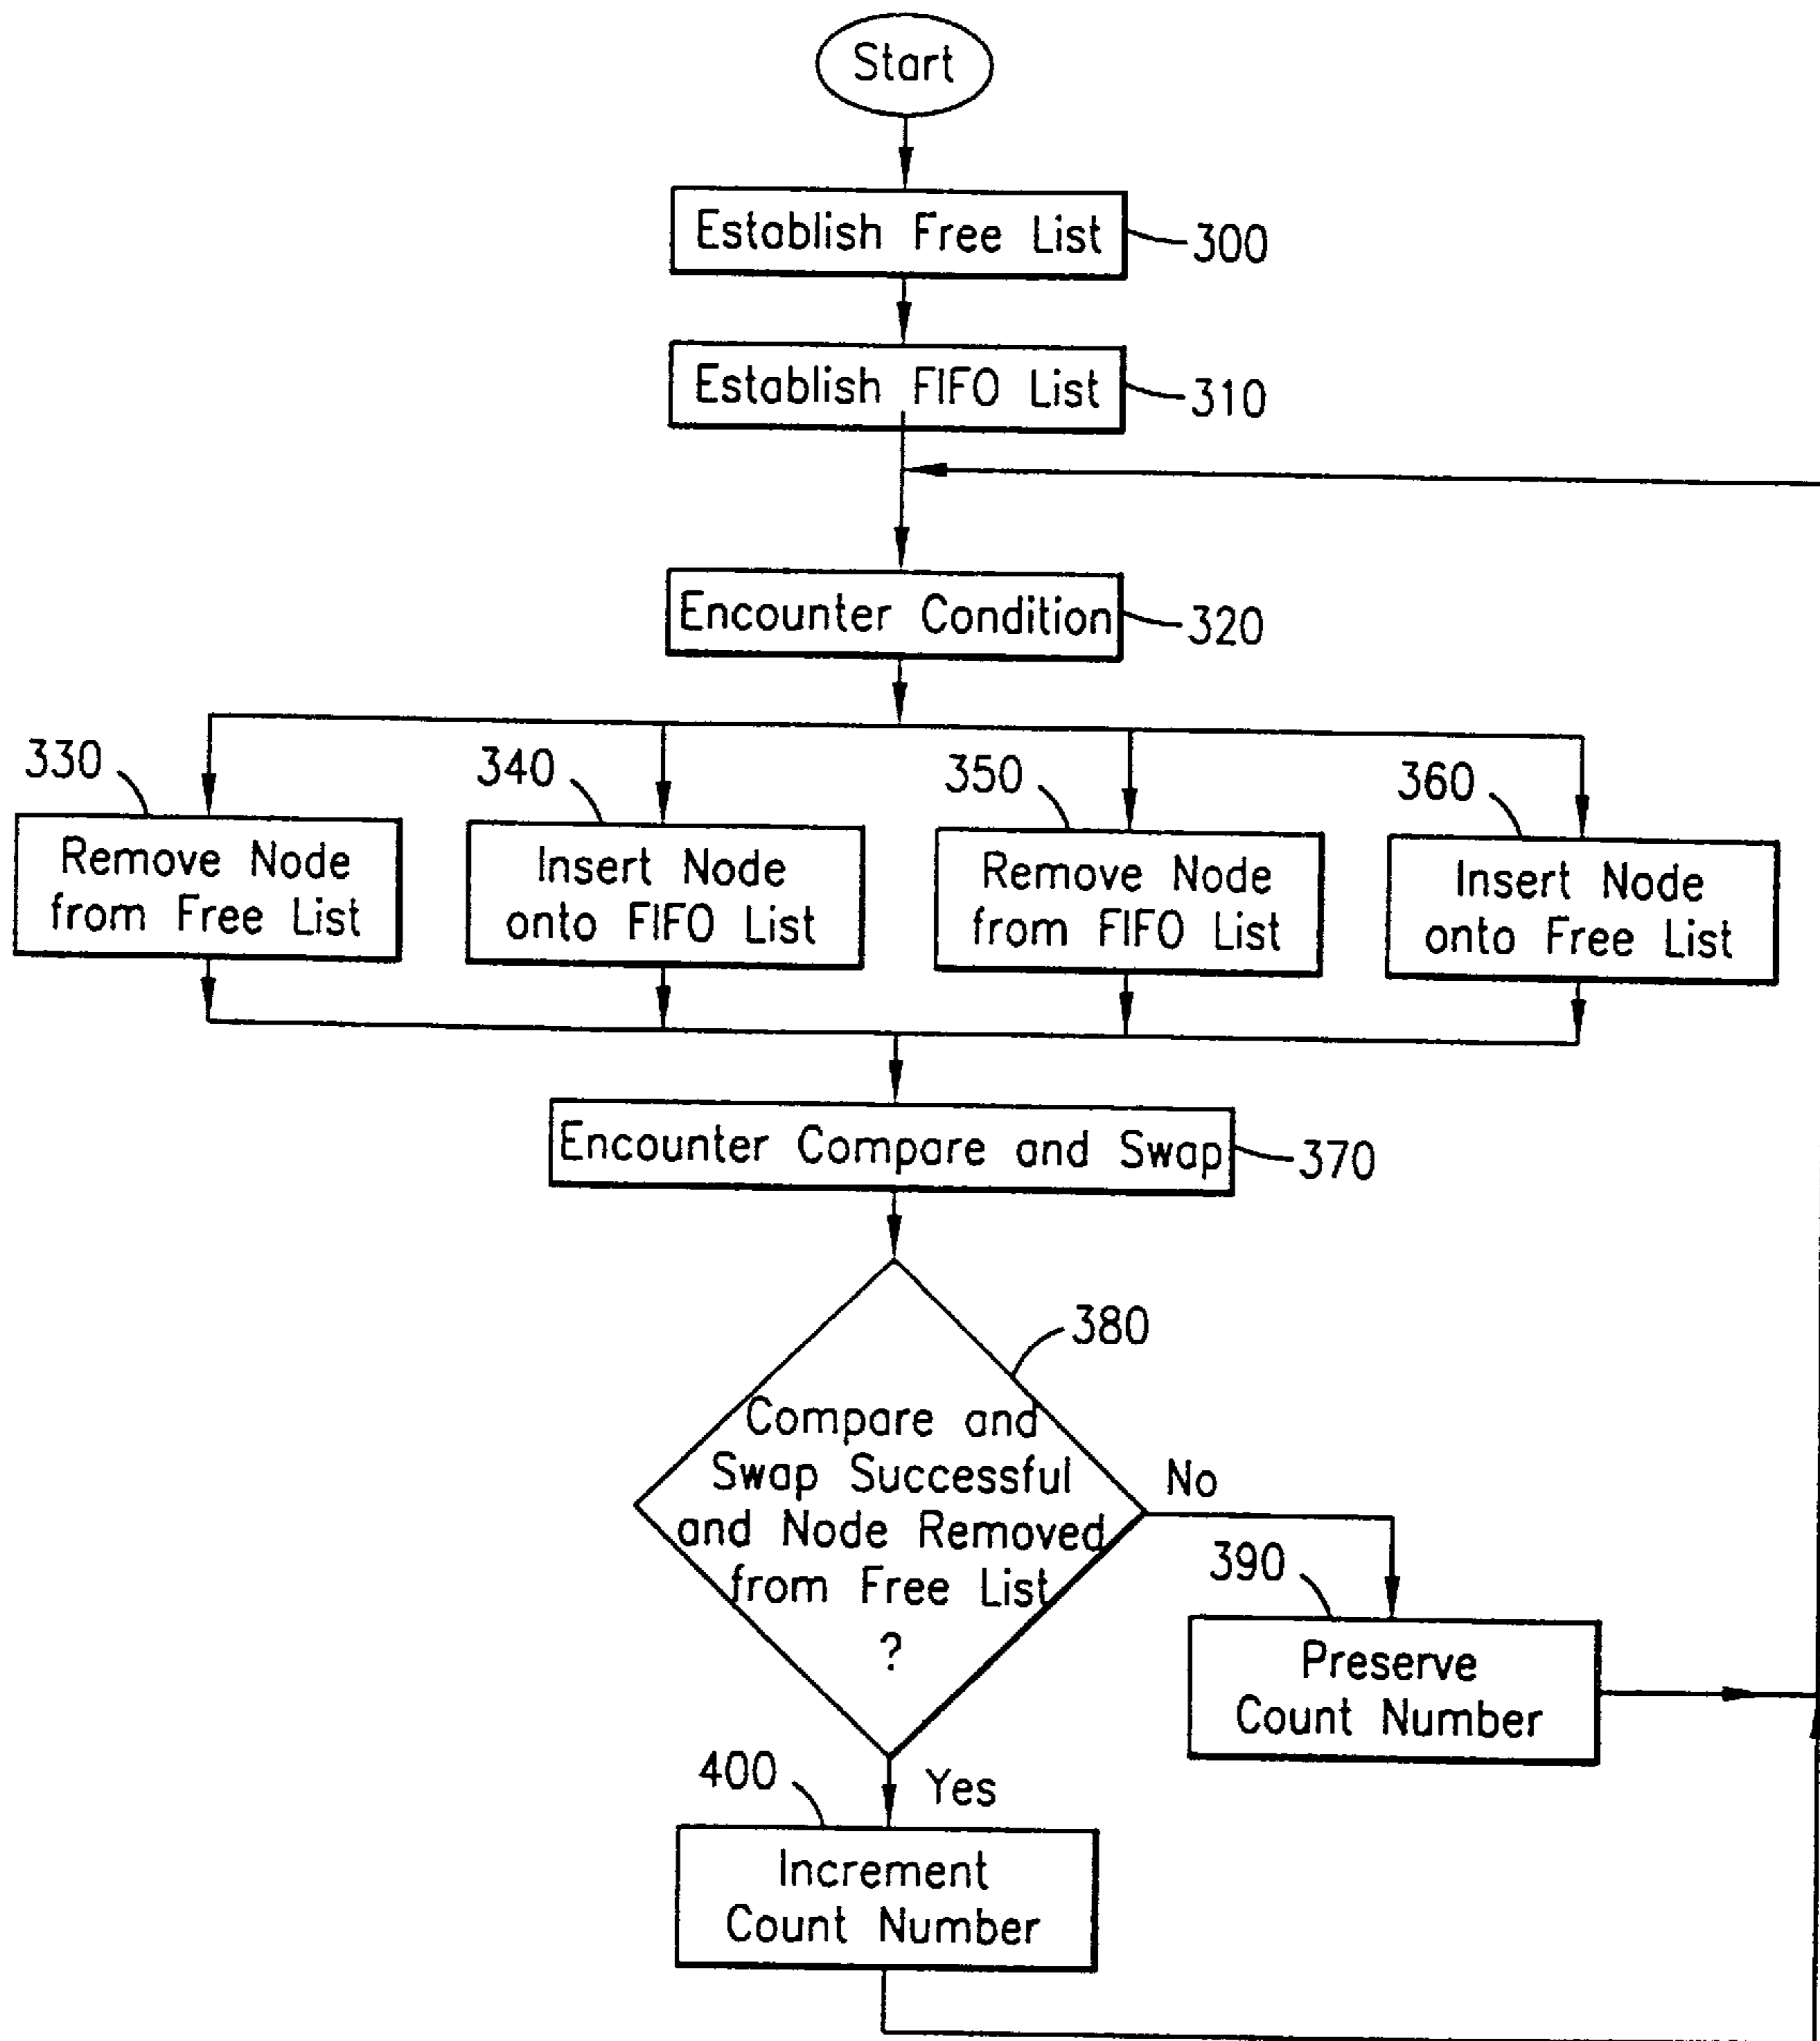 Start
Establish Free List
300
Establish FIFO List
310
Encounter Condition
320
330
340
350
360
Remove Node
from Free List
Insert Node
onto FIFO List
Remove Node
from FIFO List
Insert Node
onto Free List
Encounter Compare and Swap
370
380
Compare and
Swap Successful
and Node Removed
from Free List
?
No
390
Preserve
Count Number
400
Yes
Increment
Count Number